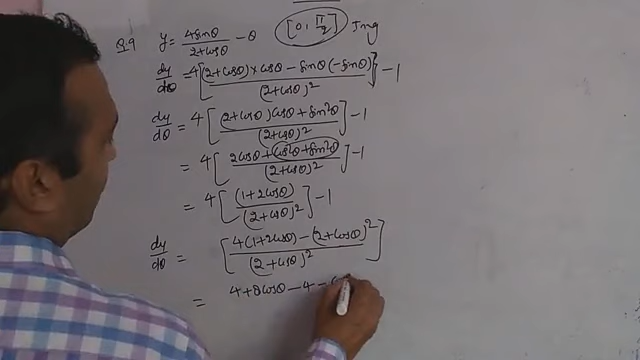 Q.9 y = 4sinθ/(2+cosθ) − θ [0, π/2] Ing
dy/dθ = 4[((2+cosθ)×cosθ − sinθ(−sinθ))/(2+cosθ)²] − 1
dy/dθ = 4[((2+cosθ)cosθ + sin²θ)/(2+cosθ)²] − 1
= 4[(2cosθ + cos²θ + sin²θ)/(2+cosθ)²] − 1
= 4[(1+2cosθ)/(2+cosθ)²] − 1
dy/dθ = [(4(1+2cosθ) − (2+cosθ)²)/(2+cosθ)²]
= 4+8cosθ − 4 −